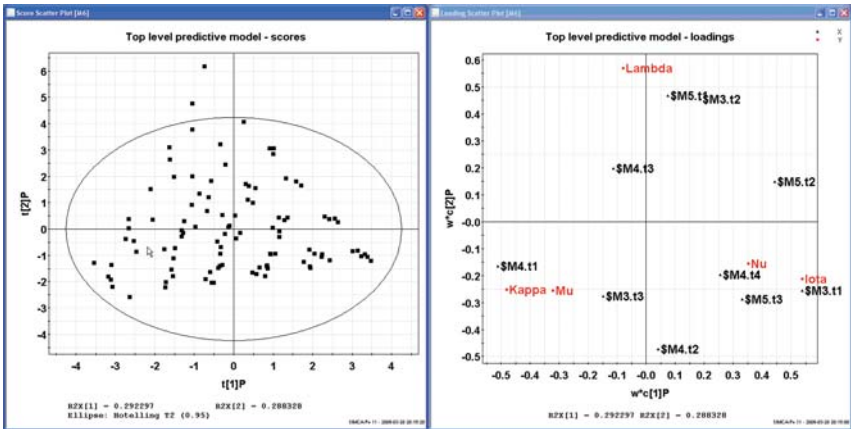 Score Scatter Plot [M6]
Top level predictive model - scores
t[2]P
6
5
4
3
2
1
0
-1
-2
-3
-4
-4 -3 -2 -1 0 1 2 3 4
t[1]P
R2X[1] = 0.292297 R2X[2] = 0.288328
Ellipse: Hotelling T2 (0.95)
Loading Scatter Plot [M6]
Top level predictive model - loadings
X
Y
w*c[2]P
0.6
0.5
0.4
0.3
0.2
0.1
-0.0
-0.1
-0.2
-0.3
-0.4
-0.5
Lambda
$M5.t1
$M3.t2
$M4.t3
$M5.t2
$M4.t1
Nu
$M4.t4
Iota
Kappa
Mu
$M3.t3
$M5.t3
$M3.t1
$M4.t2
-0.5 -0.4 -0.3 -0.2 -0.1 -0.0 0.1 0.2 0.3 0.4 0.5
w*c[1]P
R2X[1] = 0.292297 R2X[2] = 0.288328